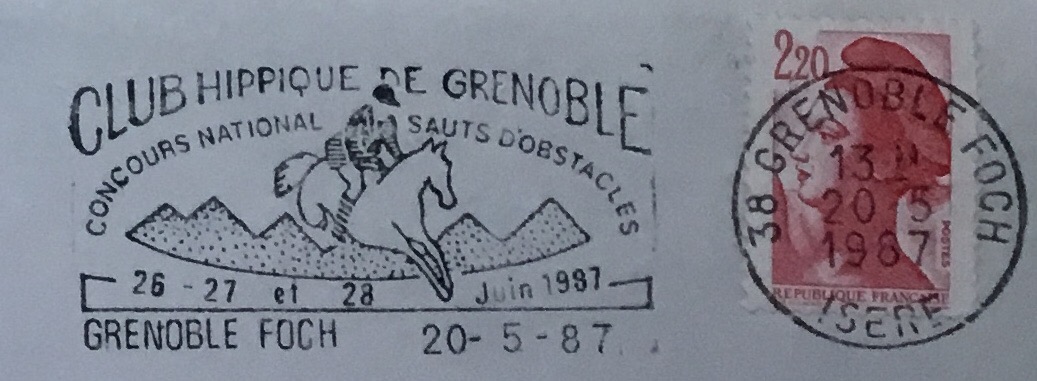 CLUB HIPPIQUE DE GRENOBLE
CONCOURS NATIONAL SAUTS D'OBSTACLES
26 - 27 et 28 Juin 1987
GRENOBLE FOCH 20- 5 - 87
2,20
38 GRENOBLE FOCH
13 H
20 5
1987
POSTES
REPUBLIQUE FRANÇAISE
ISERE